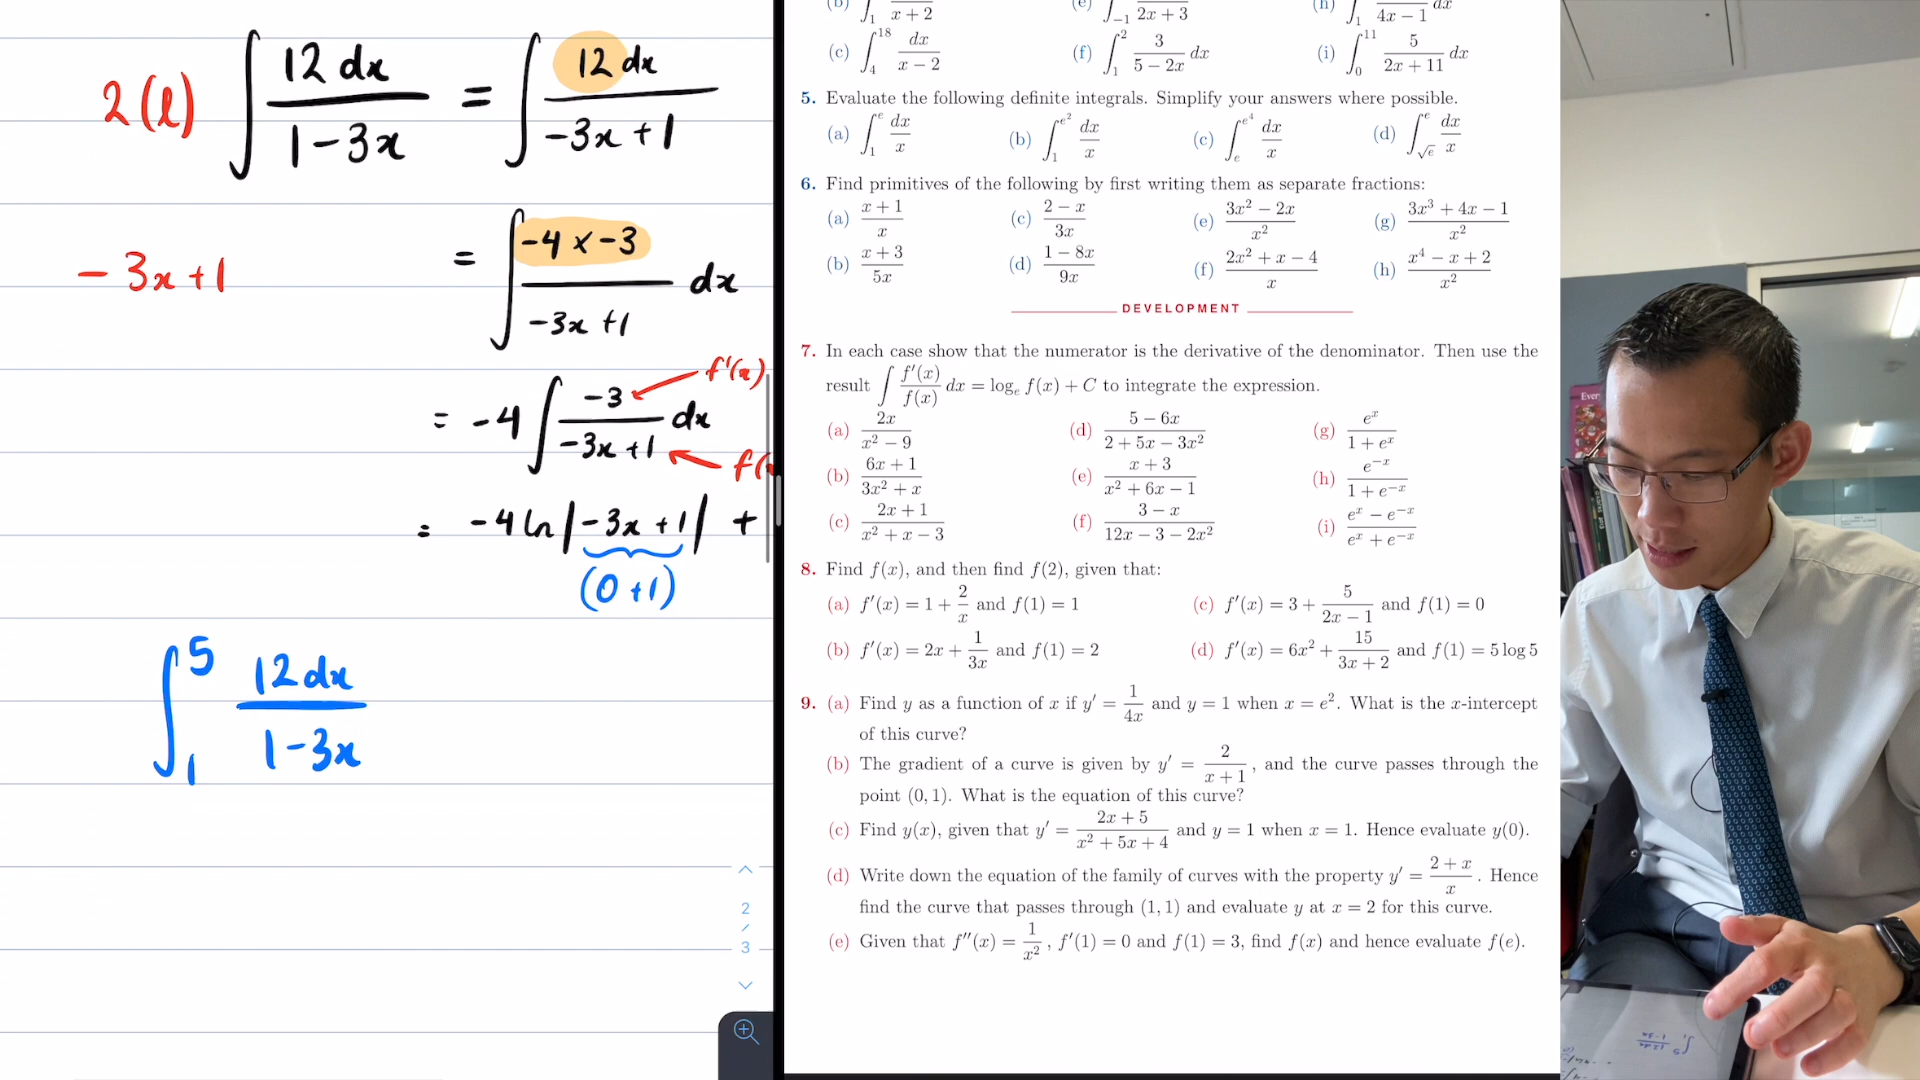 2(l) ∫ 12 dx / (1 - 3x) = ∫ 12 dx / (-3x + 1)
-3x + 1
= ∫ (-4 × -3) / (-3x + 1) dx
= -4 ∫ -3 / (-3x + 1) dx
f'(x)
= -4 ln|-3x + 1| +
(0 + 1)
∫₁⁵ 12 dx / (1 - 3x)
2
/
3
∫₁ x + 2
(e) ∫₋₁ 2x + 3
(h) ∫₁ 4x − 1 dx
(c) ∫₄¹⁸ dx / (x − 2)
(f) ∫₁² 3 / (5 − 2x) dx
(i) ∫₀¹¹ 5 / (2x + 11) dx
5. Evaluate the following definite integrals. Simplify your answers where possible.
(a) ∫₁ᵉ dx / x
(b) ∫₁^(e²) dx / x
(c) ∫ₑ^(e⁴) dx / x
(d) ∫_(√e)^e dx / x
6. Find primitives of the following by first writing them as separate fractions:
(a) (x + 1) / x
(c) (2 − x) / 3x
(e) (3x² − 2x) / x²
(g) (3x³ + 4x − 1) / x²
(b) (x + 3) / 5x
(d) (1 − 8x) / 9x
(f) (2x² + x − 4) / x
(h) (x⁴ − x + 2) / x²
DEVELOPMENT
7. In each case show that the numerator is the derivative of the denominator. Then use the
result ∫ f′(x) / f(x) dx = logₑ f(x) + C to integrate the expression.
(a) 2x / (x² − 9)
(d) (5 − 6x) / (2 + 5x − 3x²)
(g) eˣ / (1 + eˣ)
(b) (6x + 1) / (3x² + x)
(e) (x + 3) / (x² + 6x − 1)
(h) e⁻ˣ / (1 + e⁻ˣ)
(c) (2x + 1) / (x² + x − 3)
(f) (3 − x) / (12x − 3 − 2x²)
(i) (eˣ − e⁻ˣ) / (eˣ + e⁻ˣ)
8. Find f(x), and then find f(2), given that:
(a) f′(x) = 1 + 2/x and f(1) = 1
(c) f′(x) = 3 + 5 / (2x − 1) and f(1) = 0
(b) f′(x) = 2x + 1/3x and f(1) = 2
(d) f′(x) = 6x² + 15 / (3x + 2) and f(1) = 5 log 5
9. (a) Find y as a function of x if y′ = 1/4x and y = 1 when x = e². What is the x-intercept
of this curve?
(b) The gradient of a curve is given by y′ = 2 / (x + 1), and the curve passes through the
point (0, 1). What is the equation of this curve?
(c) Find y(x), given that y′ = (2x + 5) / (x² + 5x + 4) and y = 1 when x = 1. Hence evaluate y(0).
(d) Write down the equation of the family of curves with the property y′ = (2 + x) / x. Hence
find the curve that passes through (1, 1) and evaluate y at x = 2 for this curve.
(e) Given that f″(x) = 1/x², f′(1) = 0 and f(1) = 3, find f(x) and hence evaluate f(e).
Ever